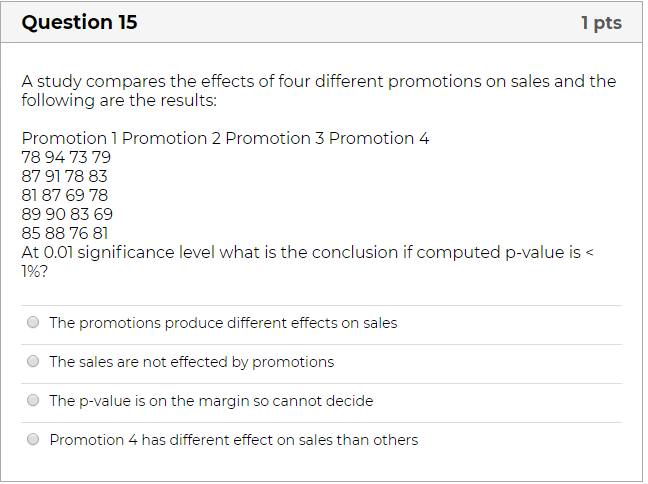 Question 15
1 pts
A study compares the effects of four different promotions on sales and the
following are the results:
Promotion 1 Promotion 2 Promotion 3 Promotion 4
78 94 73 79
87 91 78 83
81 87 69 78
89 90 83 69
85 88 76 81
At 0.01 significance level what is the conclusion if computed p-value is <
1%?
The promotions produce different effects on sales
The sales are not effected by promotions
The p-value is on the margin so cannot decide
Promotion 4 has different effect on sales than others